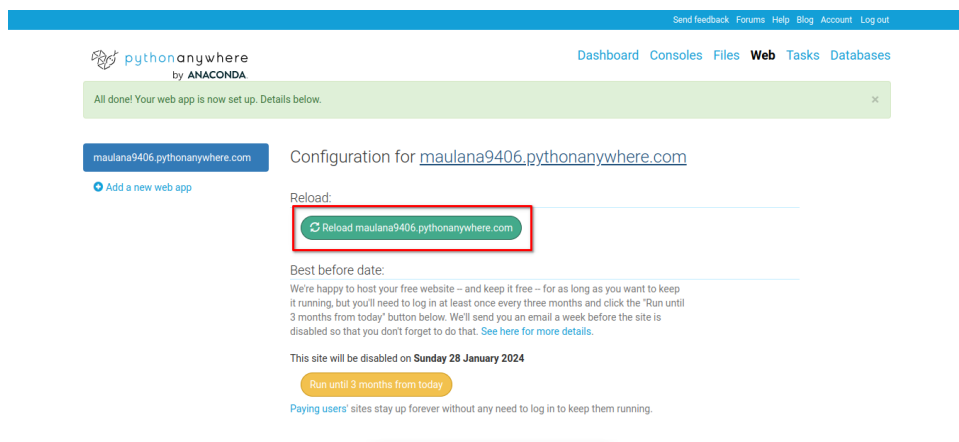 Send feedback Forums Help Blog Account Log out
pythonanywhere
by ANACONDA.
Dashboard Consoles Files Web Tasks Databases
All done! Your web app is now set up. Details below. ×
maulana9406.pythonanywhere.com
Add a new web app
Configuration for maulana9406.pythonanywhere.com
Reload:
Reload maulana9406.pythonanywhere.com
Best before date:
We're happy to host your free website – and keep it free – for as long as you want to keep
it running, but you'll need to log in at least once every three months and click the "Run until
3 months from today" button below. We'll send you an email a week before the site is
disabled so that you don't forget to do that. See here for more details.
This site will be disabled on Sunday 28 January 2024
Run until 3 months from today
Paying users' sites stay up forever without any need to log in to keep them running.